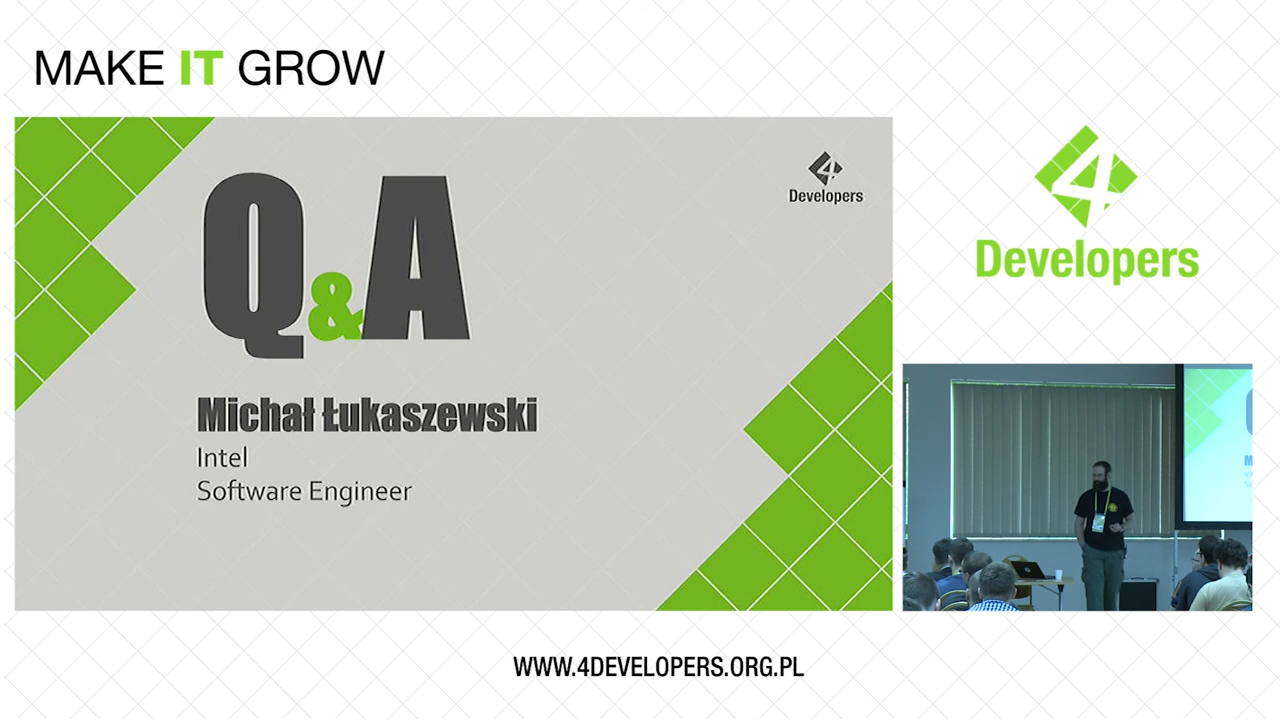 MAKE IT GROW
Q&A
4
Developers
Michał Łukaszewski
Intel
Software Engineer
4
Developers
WWW.4DEVELOPERS.ORG.PL